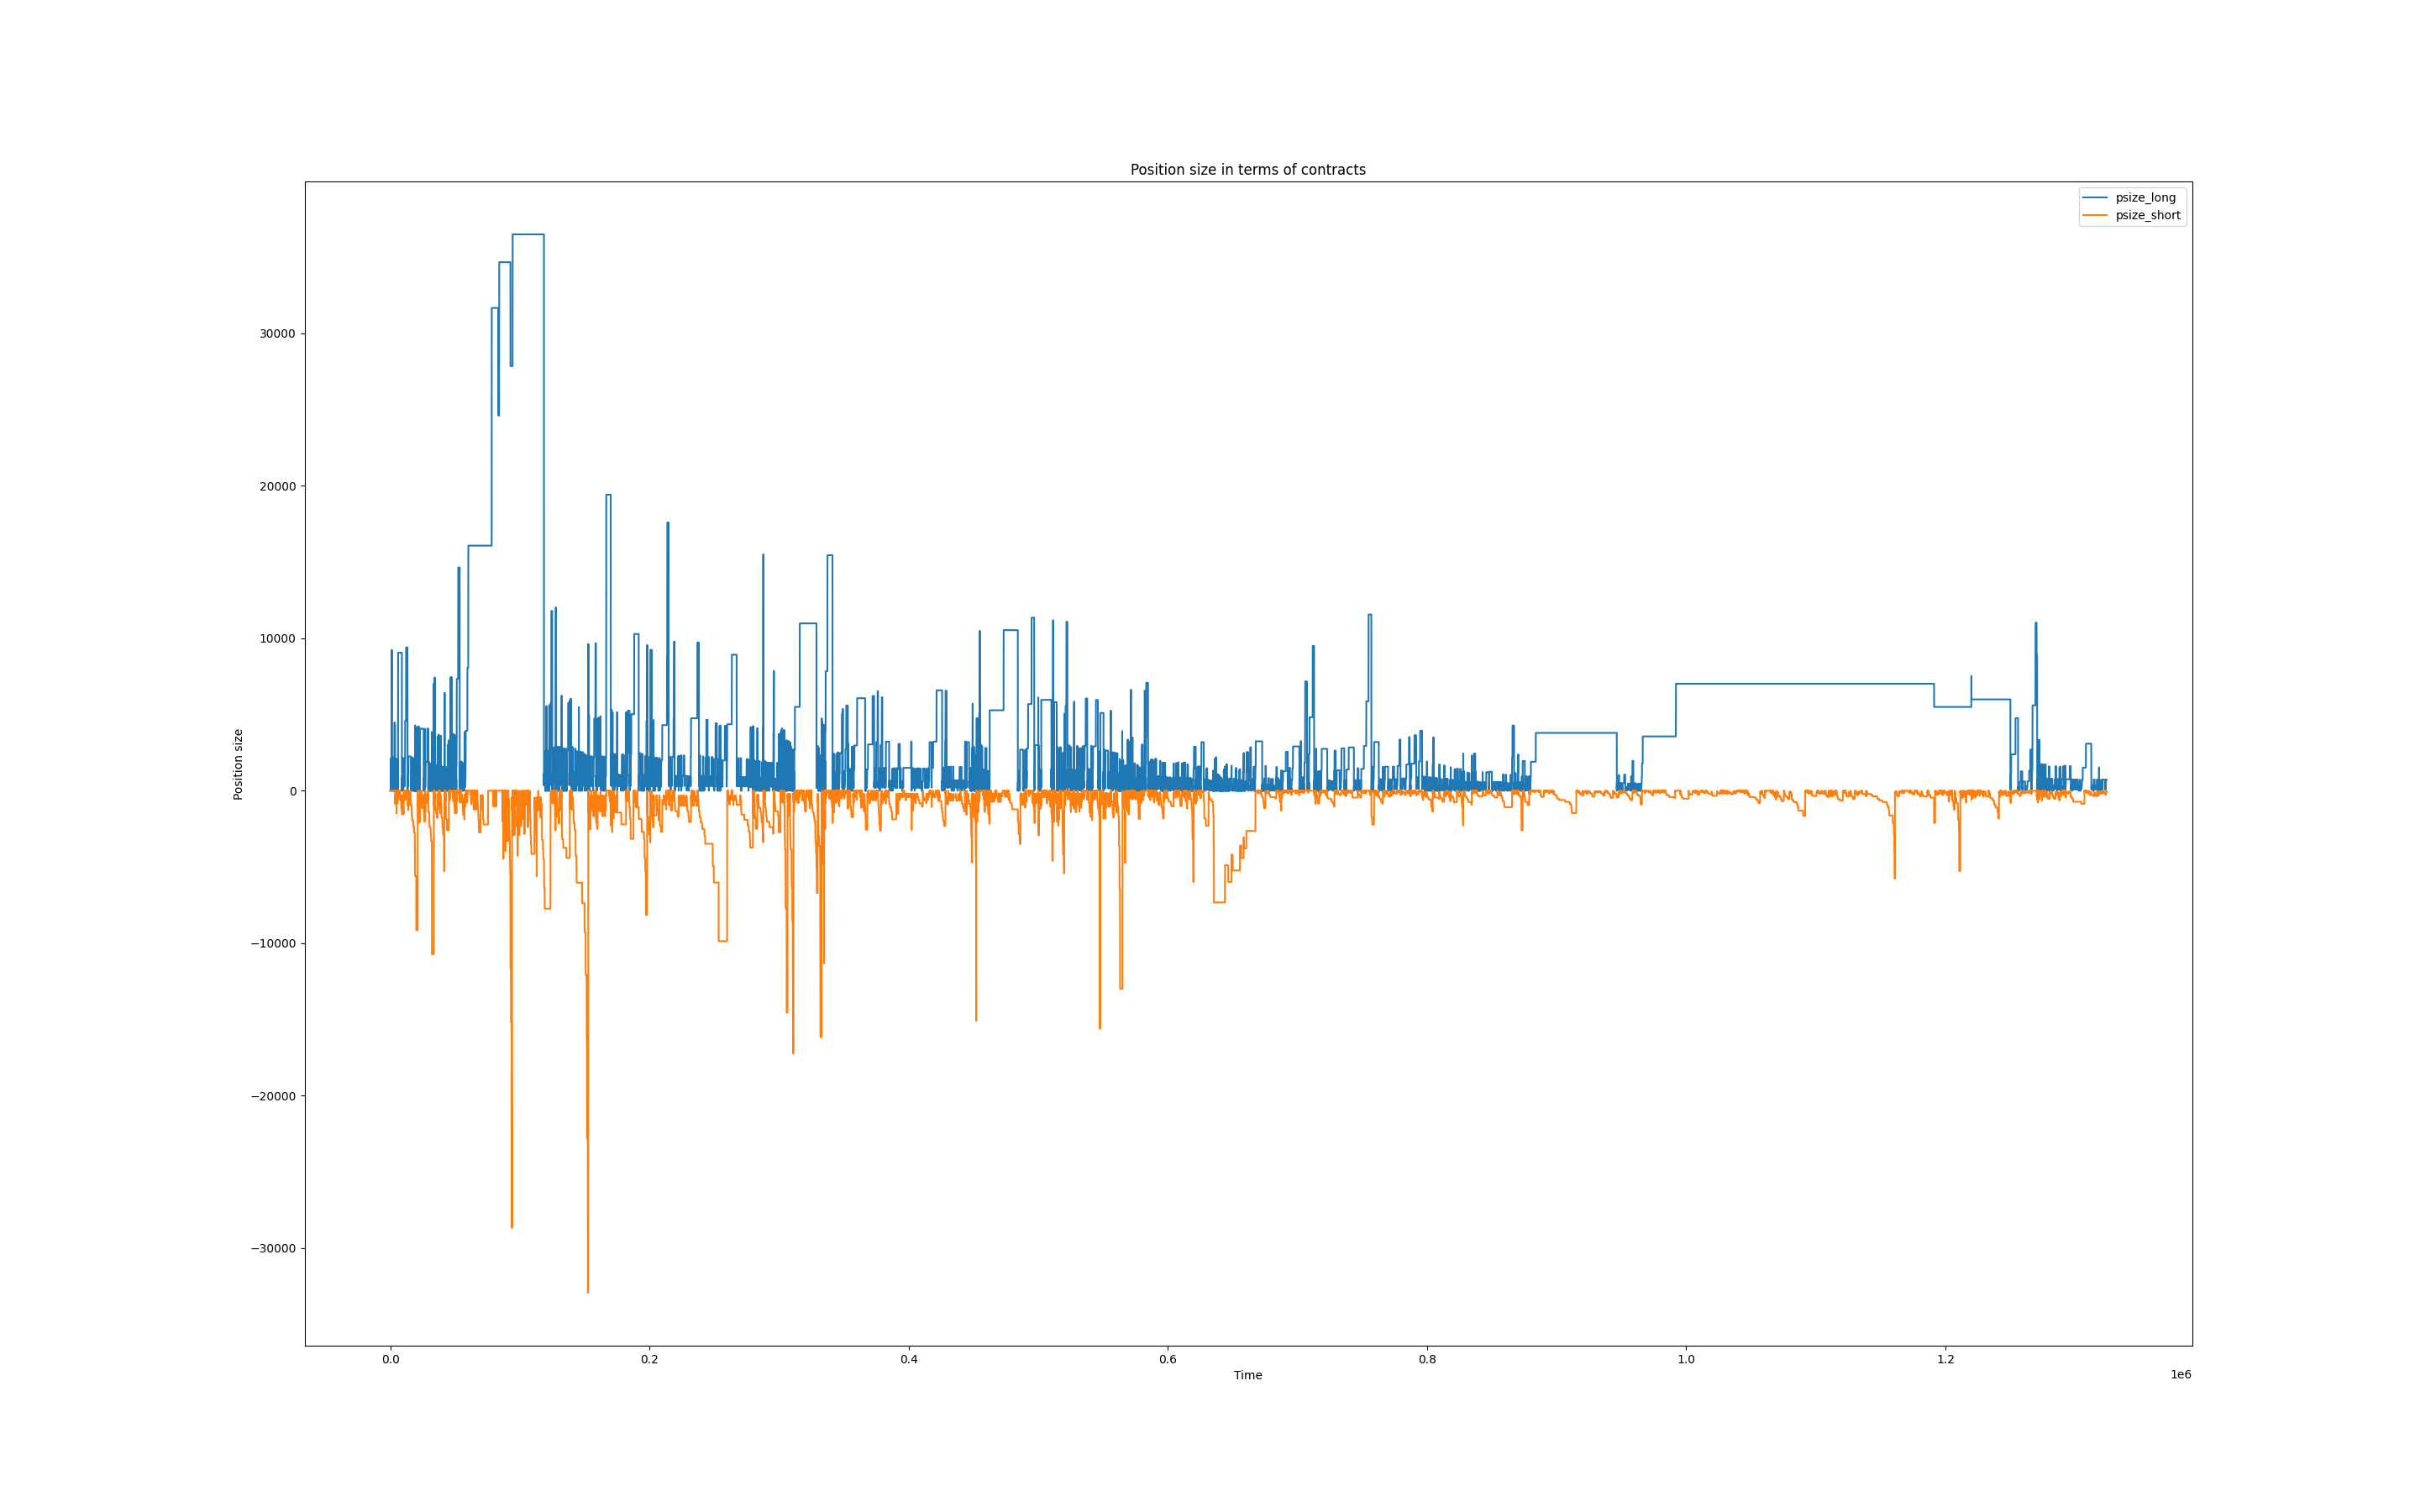 Position size in terms of contracts
psize_long
psize_short
30000
20000
10000
0
−10000
−20000
−30000
Position size
0.0 0.2 0.4 0.6 0.8 1.0 1.2
1e6
Time